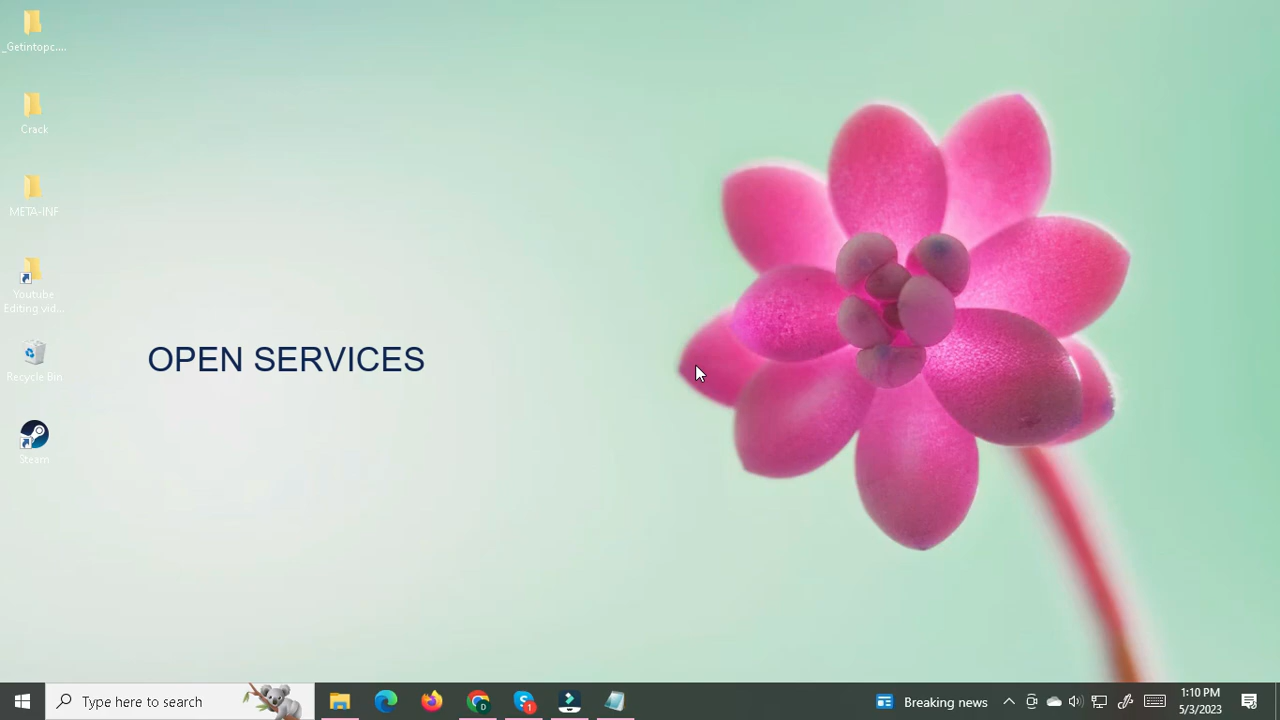 _Getintopc....
Crack
META-INF
Youtube
Editing vid...
Recycle Bin
Steam
OPEN SERVICES
Type here to search
D
1
Breaking news
1:10 PM
5/3/2023